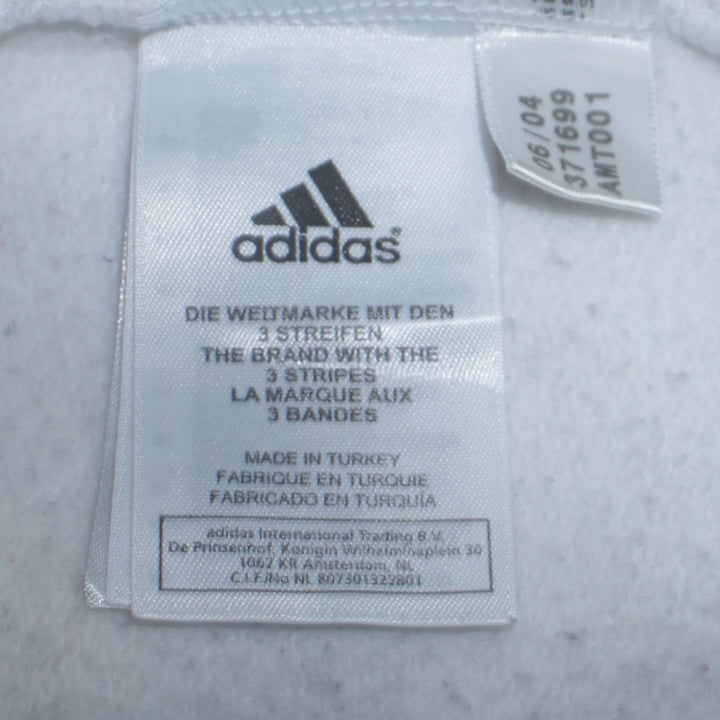 adidas®
DIE WELTMARKE MIT DEN
3 STREIFEN
THE BRAND WITH THE
3 STRIPES
LA MARQUE AUX
3 BANDES
MADE IN TURKEY
FABRIQUE EN TURQUIE
FABRICADO EN TURQUÍA
adidas International Trading B.V.
De Prinsenhof, Konigin Wilhelminaplein 30
1062 KR Amsterdam, NL
C.I.F./No NL 807301322B01
06/04
371699
AMT001